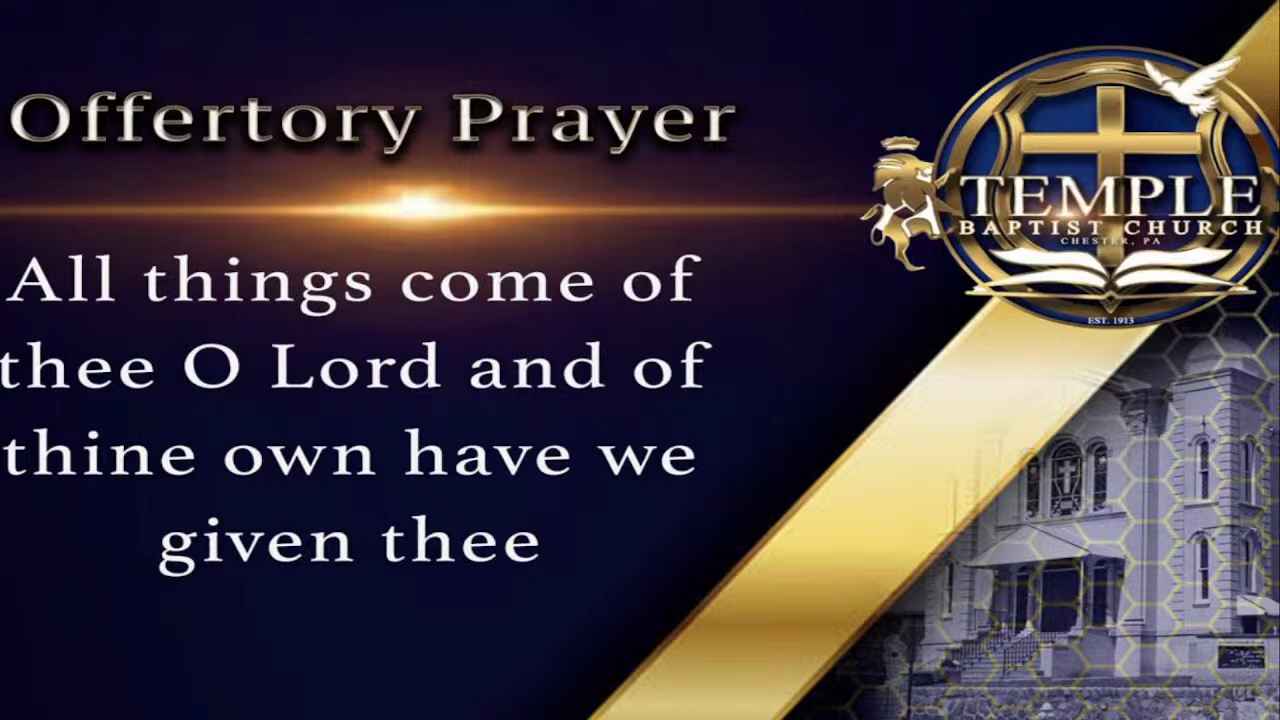 Offertory Prayer
All things come of
thee O Lord and of
thine own have we
given thee
TEMPLE
BAPTIST CHURCH
CHESTER, PA
EST. 1913